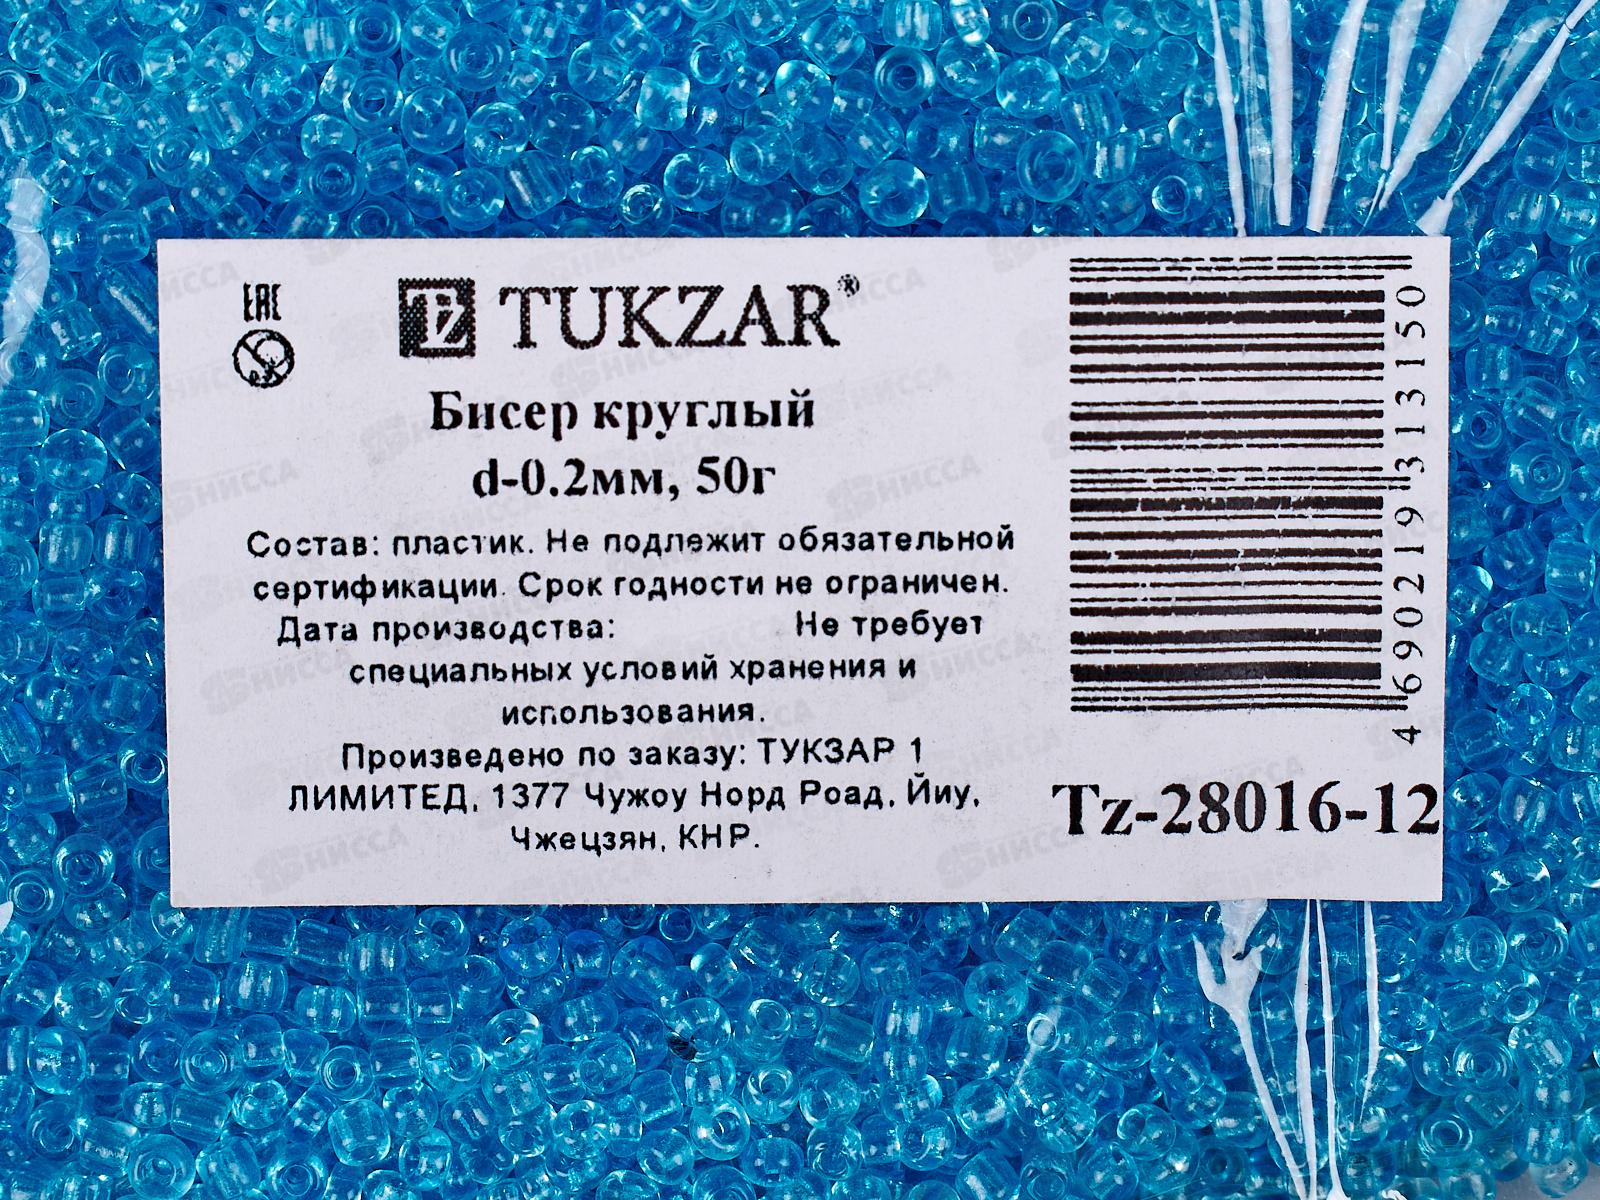 EAC
TUKZAR®
Бисер круглый
d-0.2мм, 50г
Состав: пластик. Не подлежит обязательной
сертификации. Срок годности не ограничен.
Дата производства: Не требует
специальных условий хранения и
использования.
Произведено по заказу: ТУКЗАР 1
ЛИМИТЕД, 1377 Чужоу Норд Роад, Йиу,
Чжецзян, КНР.
4690219313150
Tz-28016-12